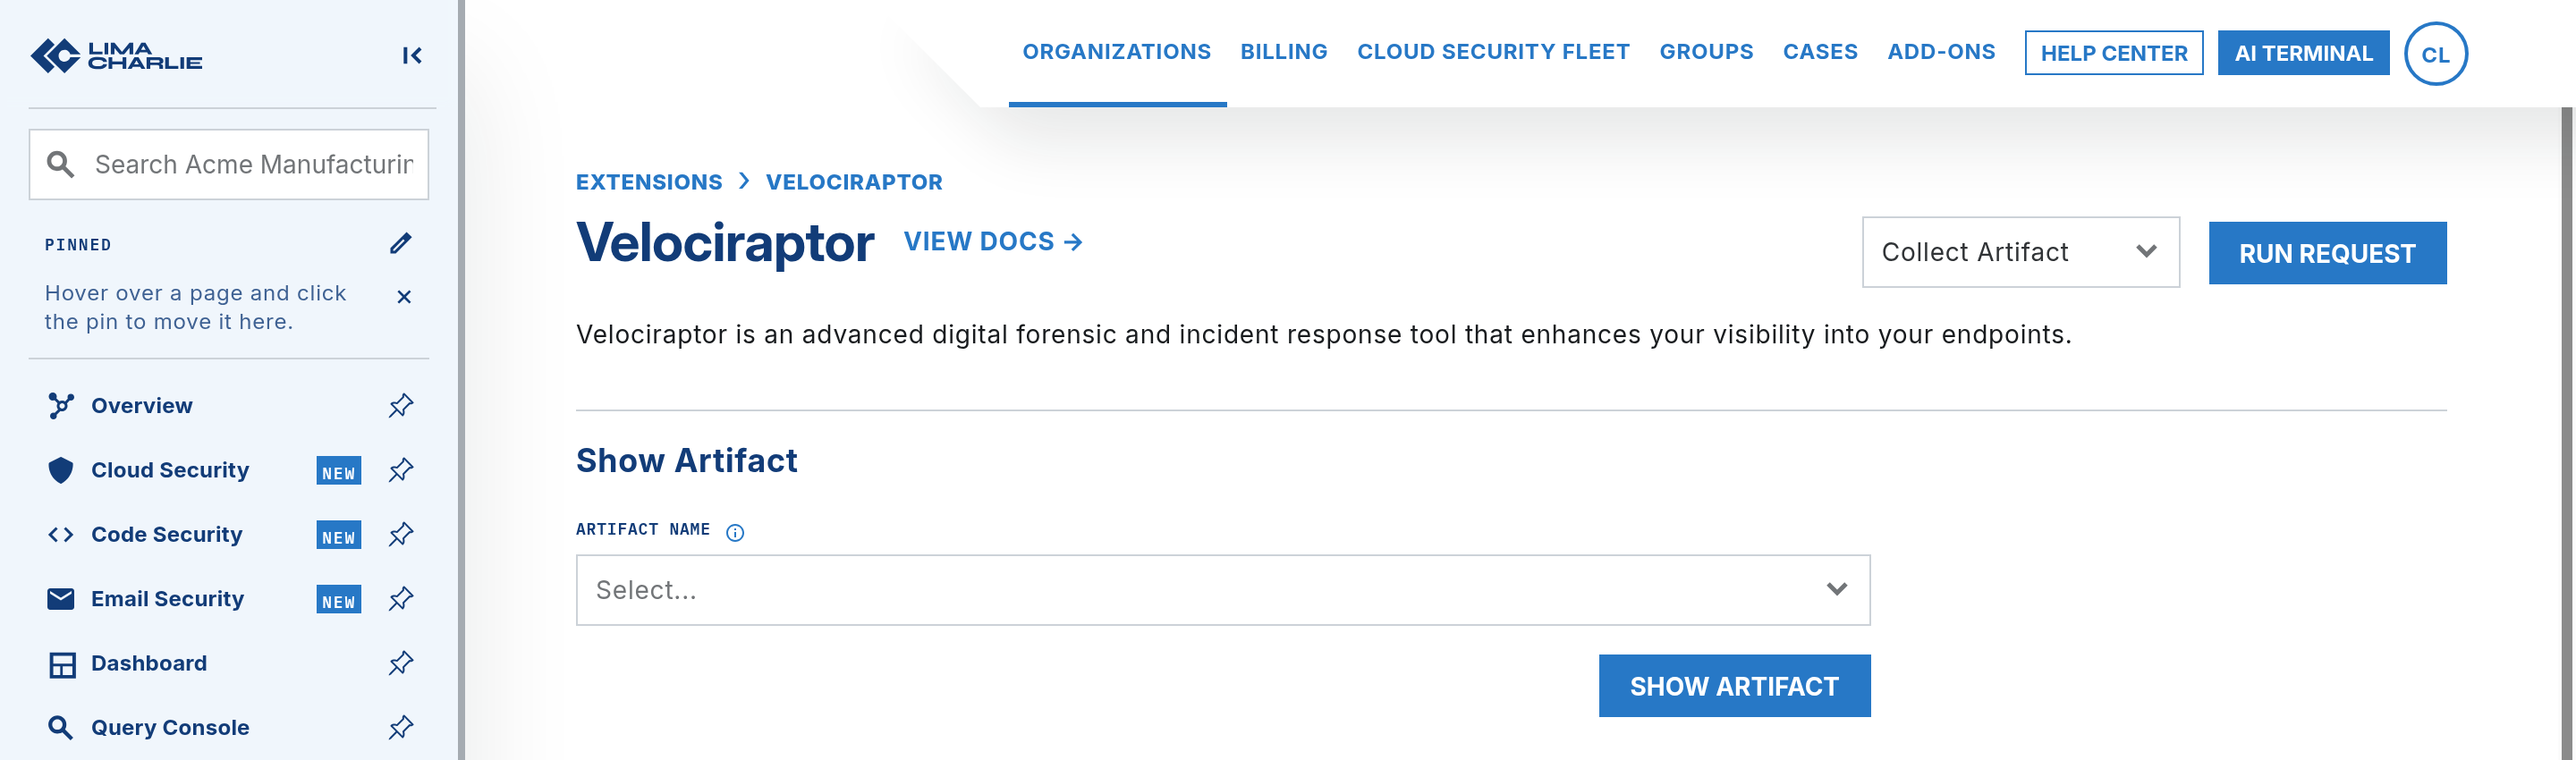 LIMA
CHARLIE
ORGANIZATIONS BILLING CLOUD SECURITY FLEET GROUPS CASES ADD-ONS HELP CENTER AI TERMINAL CL
Search Acme Manufacturin
PINNED
Hover over a page and click
the pin to move it here.
Overview
Cloud Security NEW
Code Security NEW
Email Security NEW
Dashboard
Query Console
EXTENSIONS > VELOCIRAPTOR
Velociraptor VIEW DOCS →
Collect Artifact RUN REQUEST
Velociraptor is an advanced digital forensic and incident response tool that enhances your visibility into your endpoints.
Show Artifact
ARTIFACT NAME
Select...
SHOW ARTIFACT